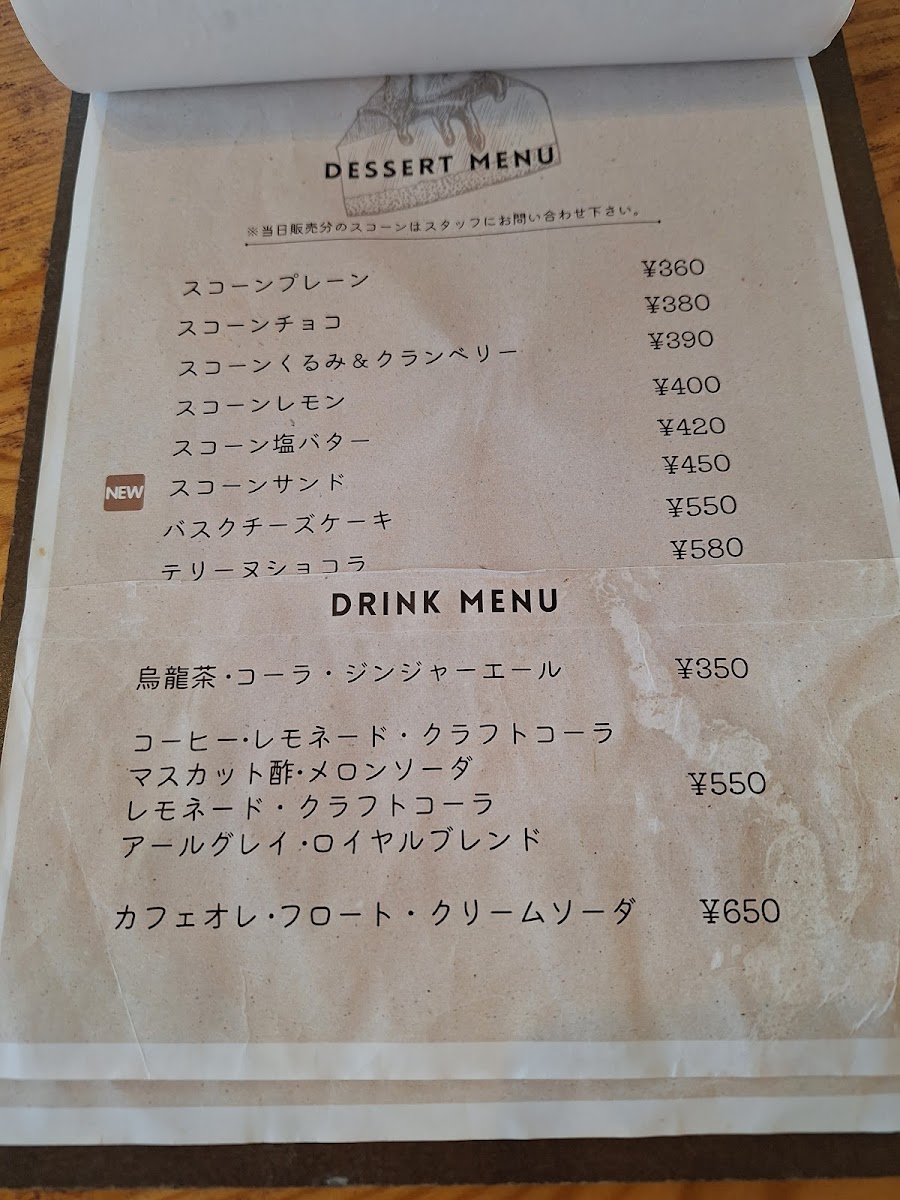 DESSERT MENU
※当日販売分のスコーンはスタッフにお問い合わせ下さい。
スコーンプレーン ¥360
スコーンチョコ ¥380
スコーンくるみ&クランベリー ¥390
スコーンレモン ¥400
スコーン塩バター ¥420
NEW スコーンサンド ¥450
バスクチーズケーキ ¥550
テリーヌショコラ ¥580
DRINK MENU
烏龍茶・コーラ・ジンジャーエール ¥350
コーヒー・レモネード・クラフトコーラ
マスカット酢・メロンソーダ ¥550
レモネード・クラフトコーラ
アールグレイ・ロイヤルブレンド
カフェオレ・フロート・クリームソーダ ¥650